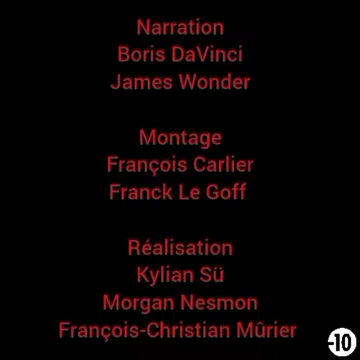 Narration
Boris DaVinci
James Wonder
Montage
François Carlier
Franck Le Goff
Réalisation
Kylian Sü
Morgan Nesmon
François-Christian Mûrier
-10